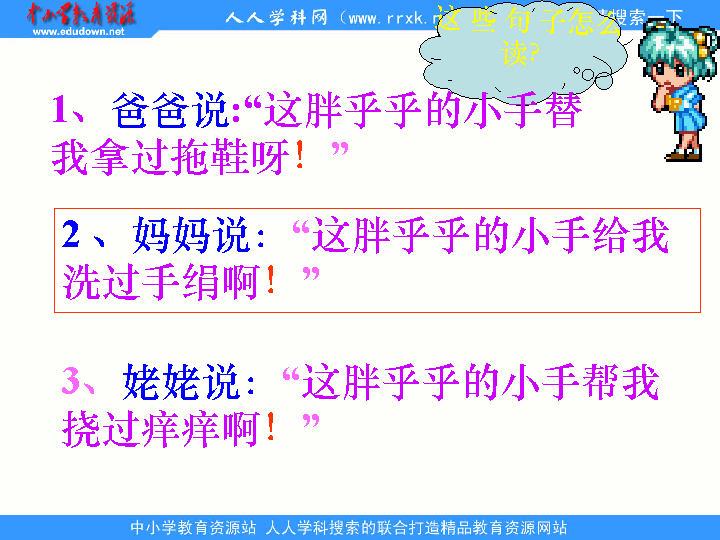 中小学教育资源
www.edudown.net
人人学科网（www.rrxk.
搜索一下
这些句子怎么
读?
1、爸爸说:“这胖乎乎的小手替
我拿过拖鞋呀！”
2、妈妈说：“这胖乎乎的小手给我
洗过手绢啊！”
3、姥姥说：“这胖乎乎的小手帮我
挠过痒痒啊！”
中小学教育资源站 人人学科搜索的联合打造精品教育资源网站